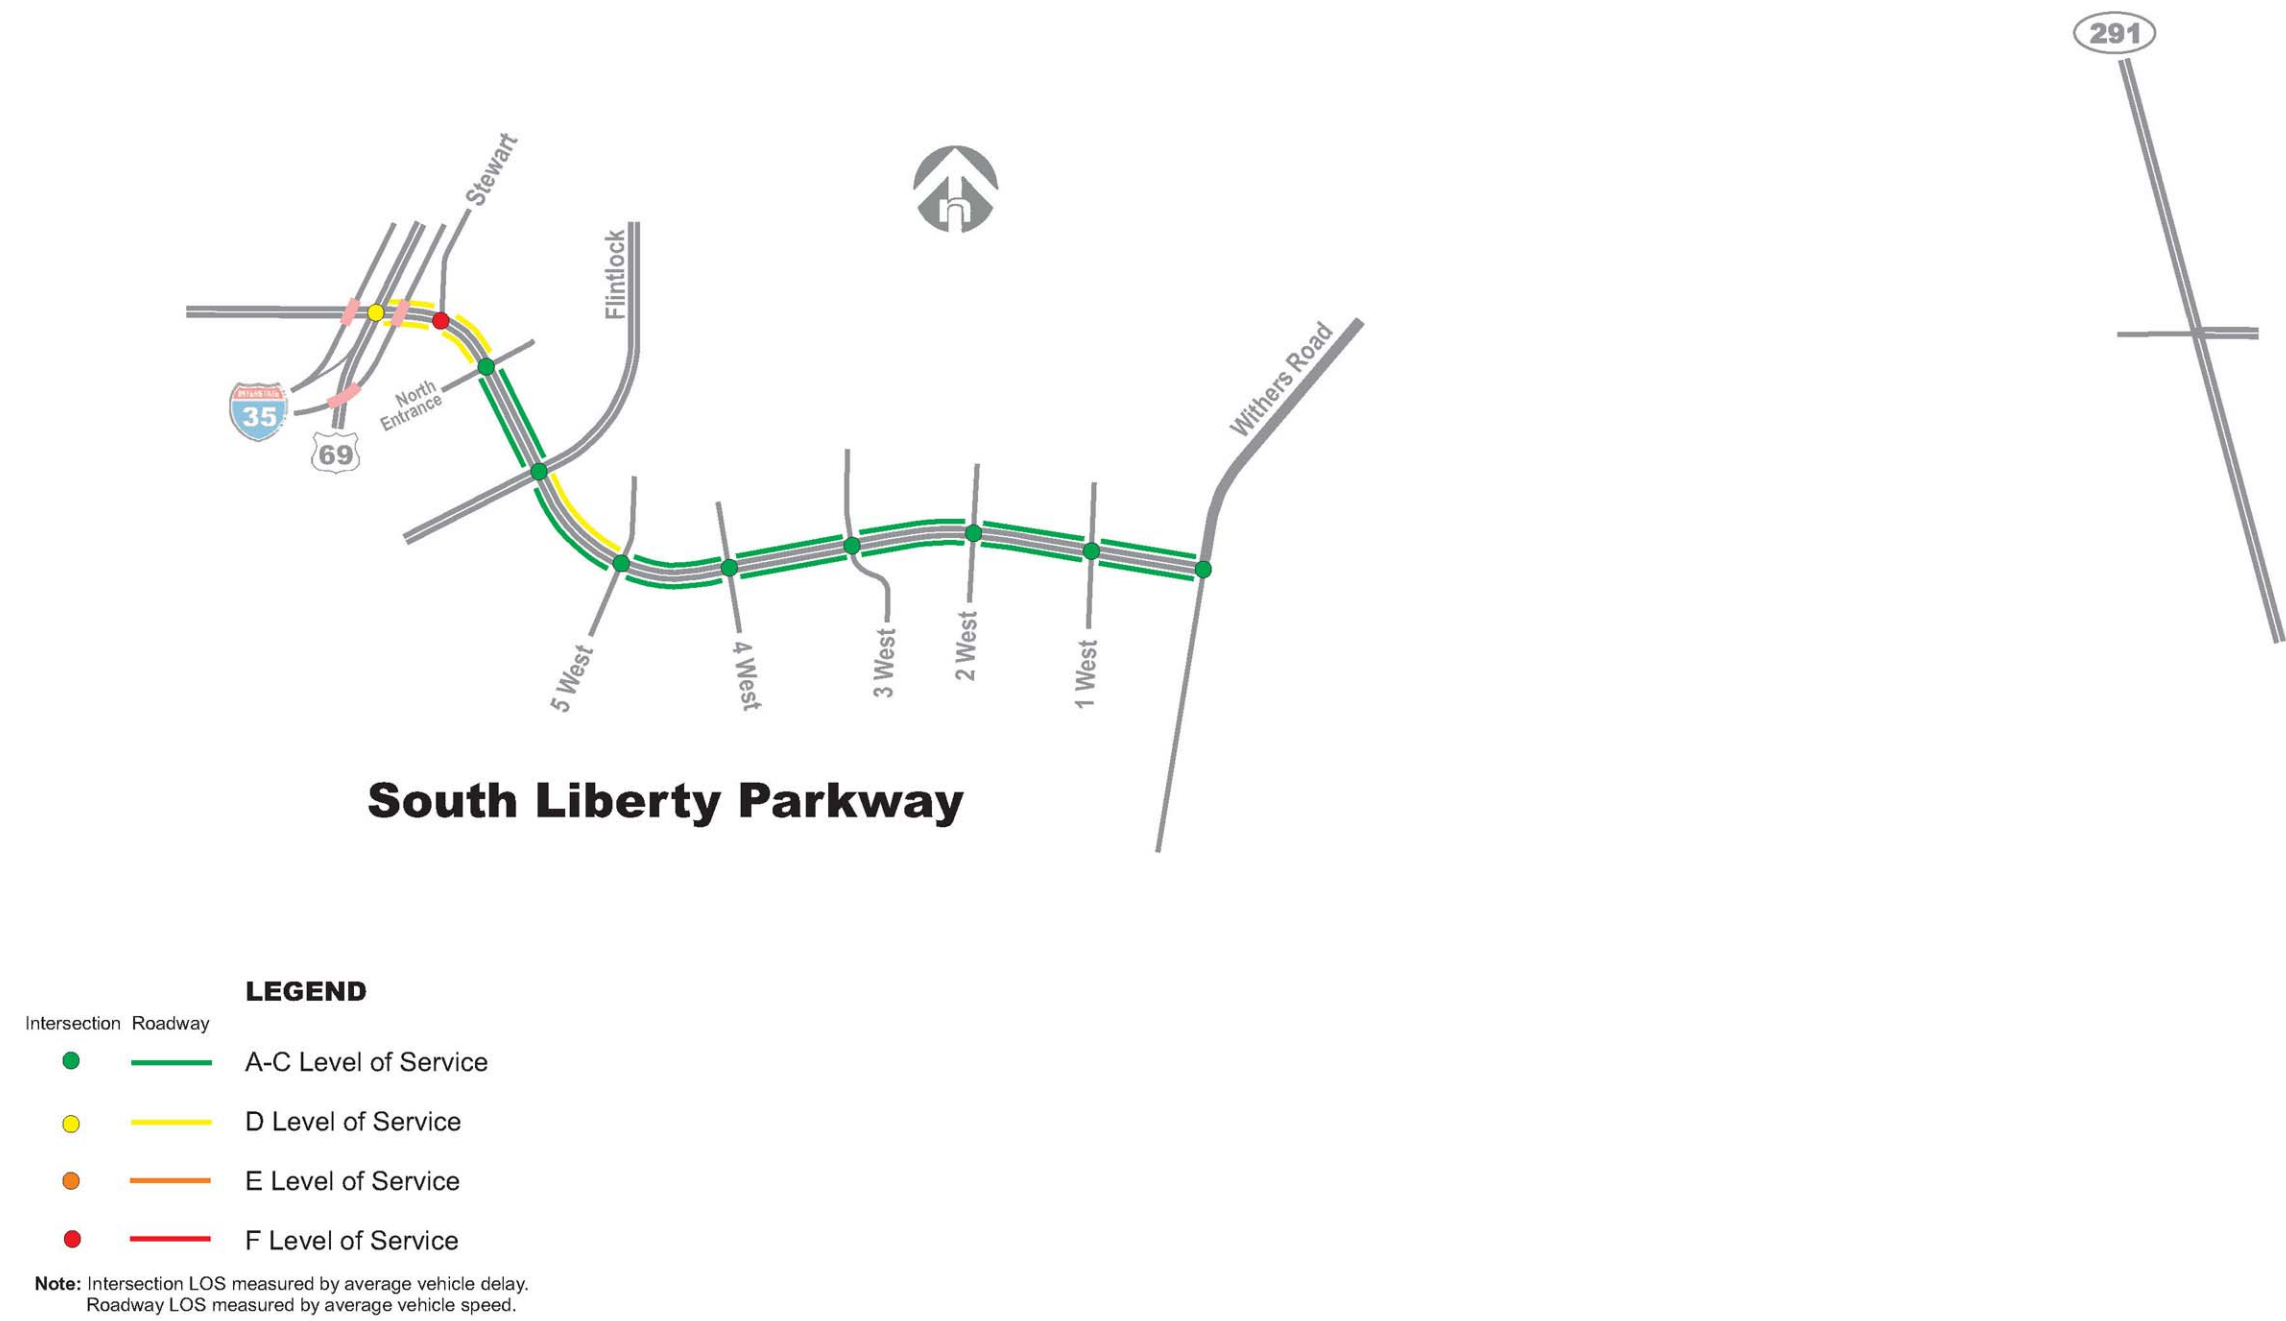 291
Stewart
Flintlock
INTERSTATE
35
69
North
Entrance
Withers Road
5 West
4 West
3 West
2 West
1 West
South Liberty Parkway
LEGEND
Intersection Roadway
A-C Level of Service
D Level of Service
E Level of Service
F Level of Service
Note: Intersection LOS measured by average vehicle delay.
Roadway LOS measured by average vehicle speed.
n